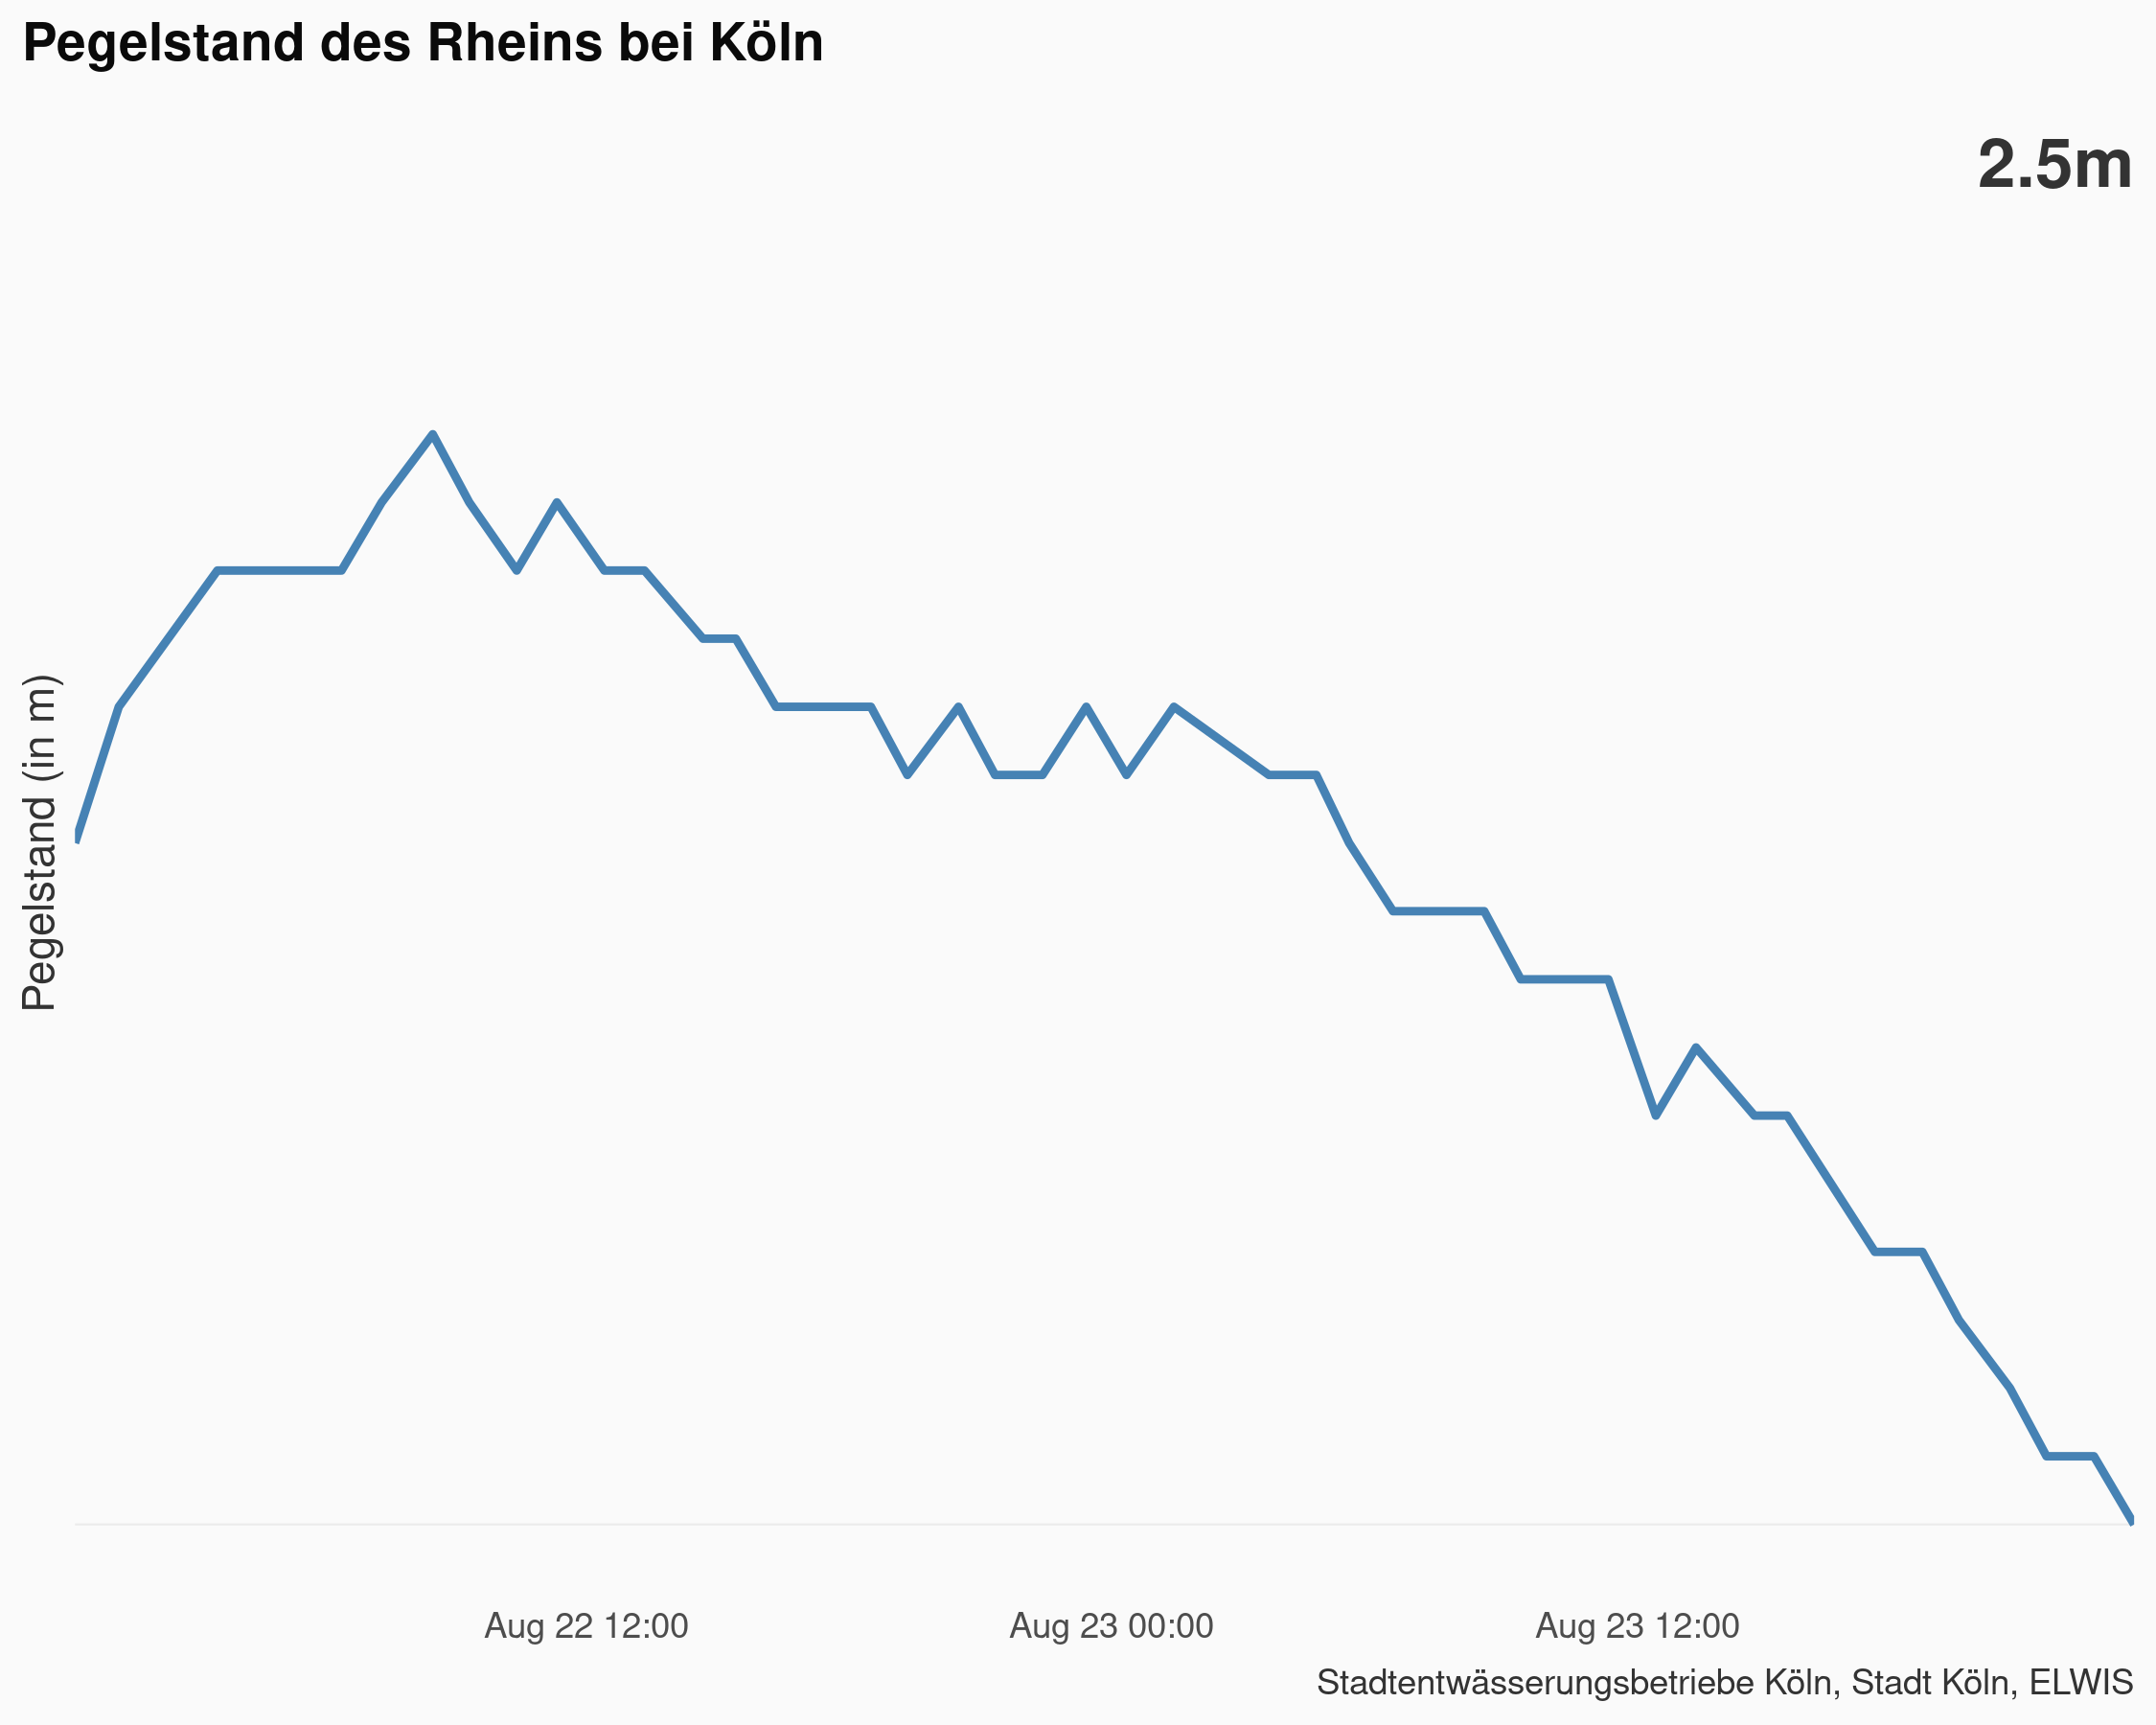 Pegelstand des Rheins bei Köln
2.5m
Pegelstand (in m)
Aug 22 12:00
Aug 23 00:00
Aug 23 12:00
Stadtentwässerungsbetriebe Köln, Stadt Köln, ELWIS